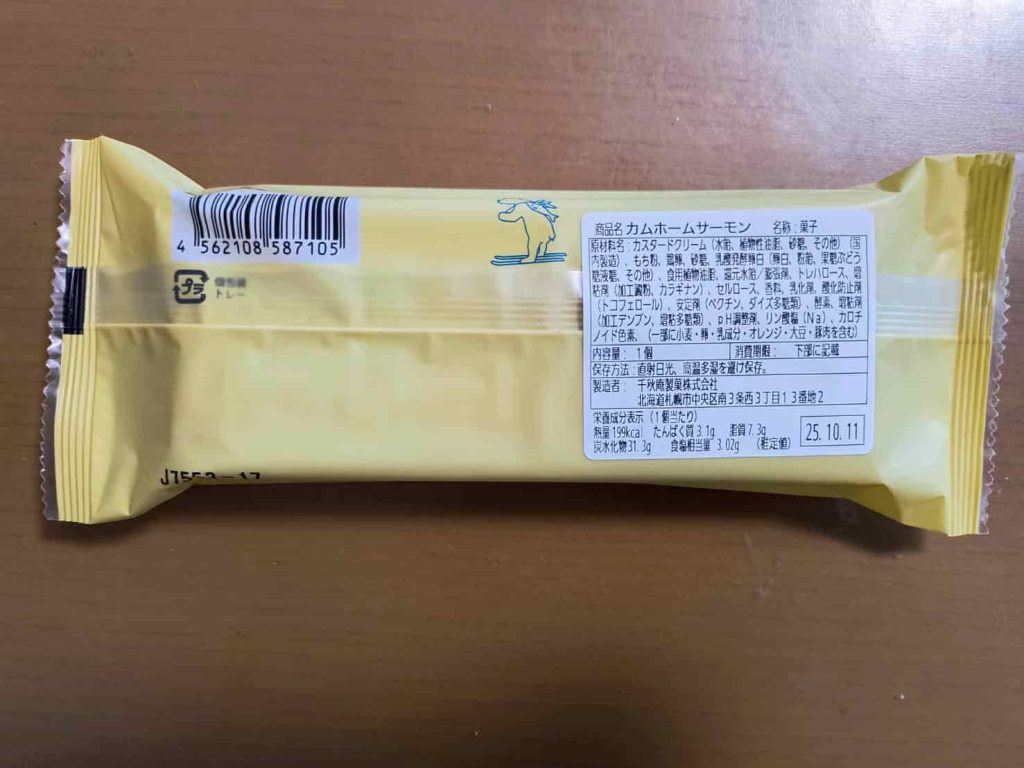 4 562108 587105
プラ
個包装
トレー
商品名 カムホームサーモン 名称:菓子
原材料名:カスタードクリーム(水飴、植物性油脂、砂糖、その他)(国
内製造)、もち粉、鶏卵、砂糖、乳酸発酵卵白(卵白、粉飴、果糖ぶどう
糖液糖、その他)、食用植物油脂、還元水飴/膨張剤、トレハロース、増
粘剤(加工澱粉、カラギナン)、セルロース、香料、乳化剤、酸化防止剤
(トコフェロール)、安定剤(ペクチン、ダイズ多糖類)、酵素、増粘剤
(加工デンプン、増粘多糖類)、pH調整剤、リン酸塩(Na)、カロチ
ノイド色素、(一部に小麦・卵・乳成分・オレンジ・大豆・豚肉を含む)
内容量: 1個 消費期限: 下部に記載
保存方法:直射日光、高温多湿を避け保存。
製造者: 千秋庵製菓株式会社
北海道札幌市中央区南3条西3丁目13番地2
栄養成分表示(1個当たり)
熱量199kcal たんぱく質3.1g 脂質7.3g
炭水化物31.3g 食塩相当量 3.02g (推定値)
25.10.11